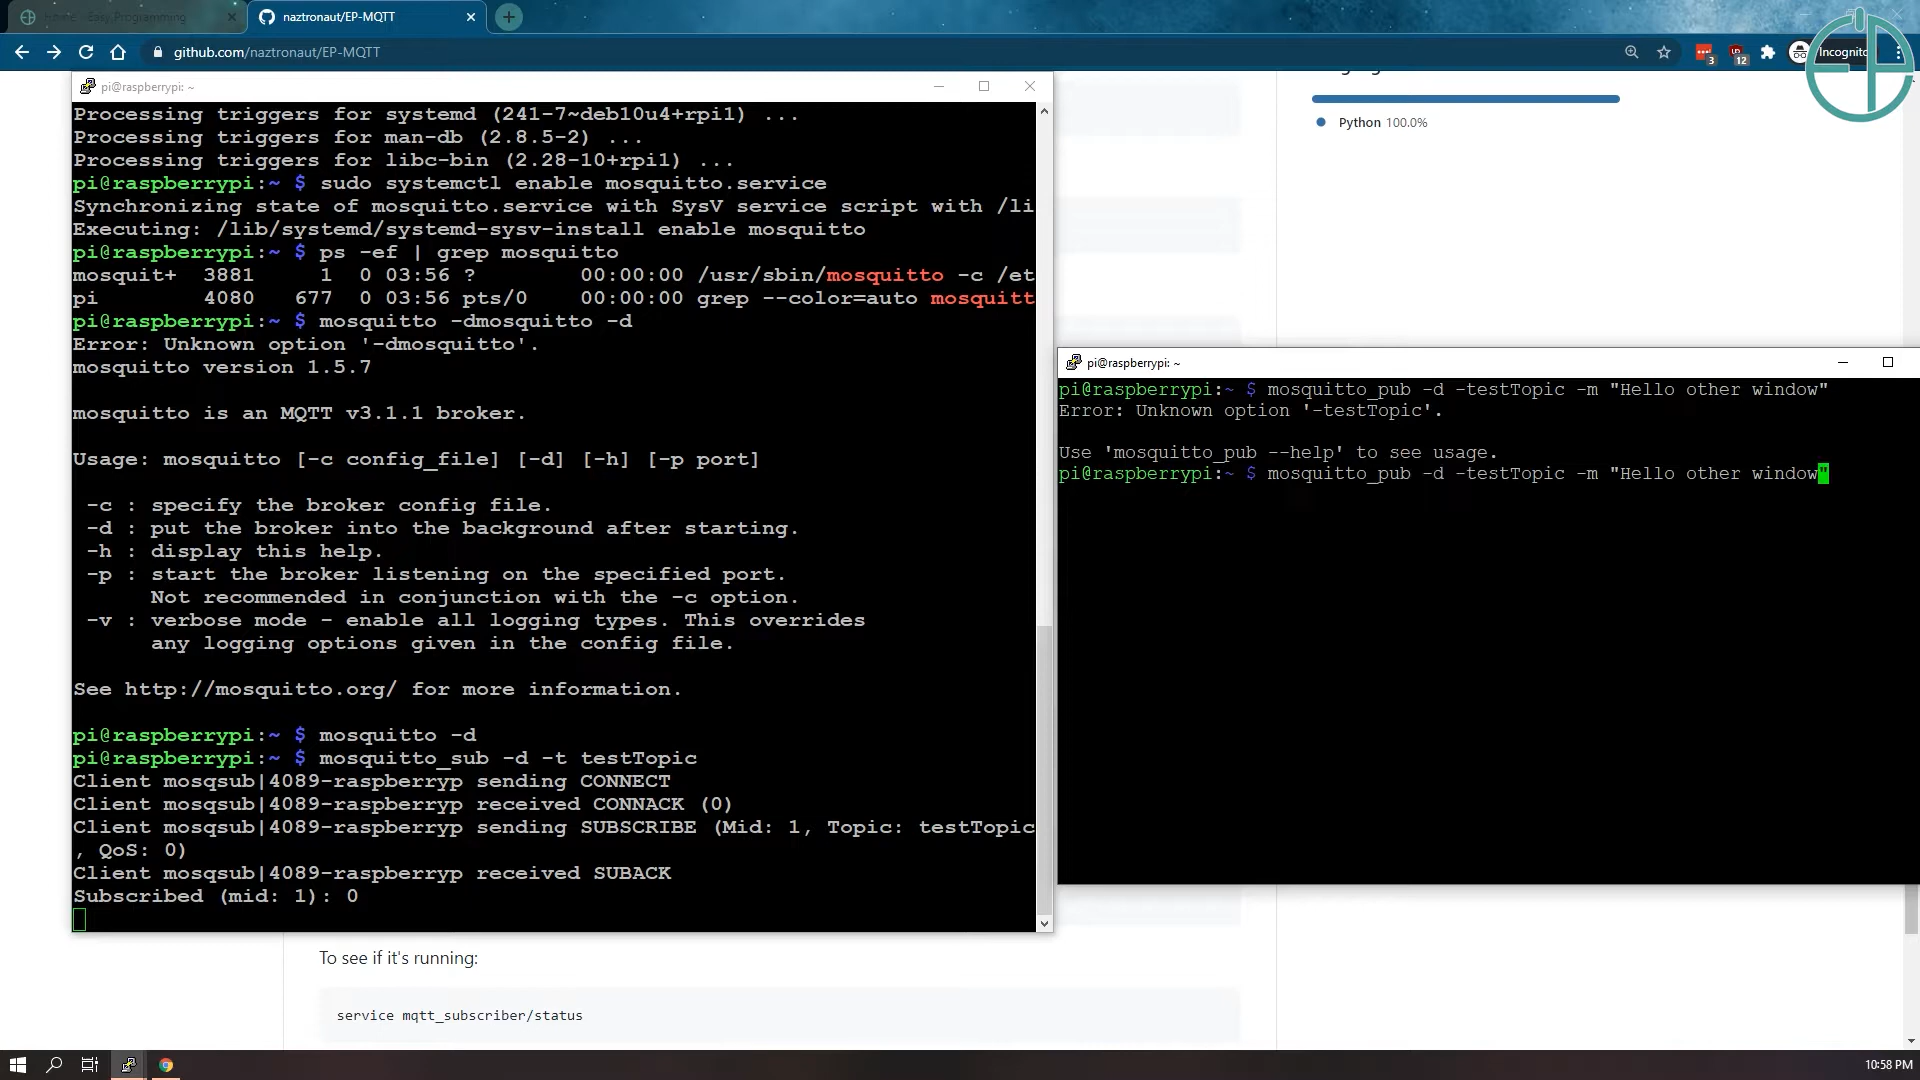 Home - Easy Programming
naztronaut/EP-MQTT
github.com/naztronaut/EP-MQTT
3
12
Incognito
pi@raspberrypi: ~
Processing triggers for systemd (241-7~deb10u4+rpi1) ...
Processing triggers for man-db (2.8.5-2) ...
Processing triggers for libc-bin (2.28-10+rpi1) ...
pi@raspberrypi:~ $ sudo systemctl enable mosquitto.service
Synchronizing state of mosquitto.service with SysV service script with /li
Executing: /lib/systemd/systemd-sysv-install enable mosquitto
pi@raspberrypi:~ $ ps -ef | grep mosquitto
mosquit+ 3881 1 0 03:56 ? 00:00:00 /usr/sbin/mosquitto -c /et
pi 4080 677 0 03:56 pts/0 00:00:00 grep --color=auto mosquitt
pi@raspberrypi:~ $ mosquitto -dmosquitto -d
Error: Unknown option '-dmosquitto'.
mosquitto version 1.5.7
mosquitto is an MQTT v3.1.1 broker.
Usage: mosquitto [-c config_file] [-d] [-h] [-p port]
-c : specify the broker config file.
-d : put the broker into the background after starting.
-h : display this help.
-p : start the broker listening on the specified port.
Not recommended in conjunction with the -c option.
-v : verbose mode - enable all logging types. This overrides
any logging options given in the config file.
See http://mosquitto.org/ for more information.
pi@raspberrypi:~ $ mosquitto -d
pi@raspberrypi:~ $ mosquitto_sub -d -t testTopic
Client mosqsub|4089-raspberryp sending CONNECT
Client mosqsub|4089-raspberryp received CONNACK (0)
Client mosqsub|4089-raspberryp sending SUBSCRIBE (Mid: 1, Topic: testTopic
, QoS: 0)
Client mosqsub|4089-raspberryp received SUBACK
Subscribed (mid: 1): 0
Python 100.0%
pi@raspberrypi: ~
pi@raspberrypi:~ $ mosquitto_pub -d -testTopic -m "Hello other window"
Error: Unknown option '-testTopic'.
Use 'mosquitto_pub --help' to see usage.
pi@raspberrypi:~ $ mosquitto_pub -d -testTopic -m "Hello other window"
To see if it's running:
service mqtt_subscriber/status
10:58 PM